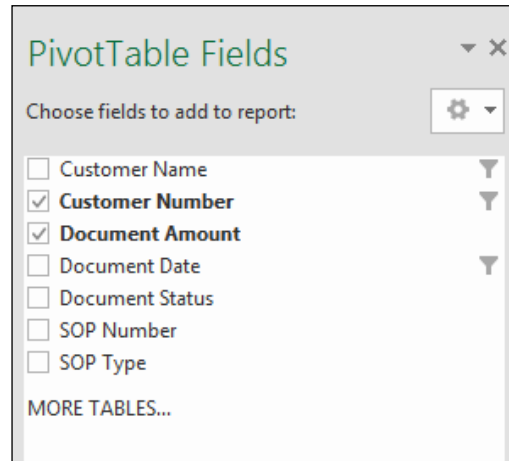 PivotTable Fields
Choose fields to add to report:
Customer Name
Customer Number
Document Amount
Document Date
Document Status
SOP Number
SOP Type
MORE TABLES...